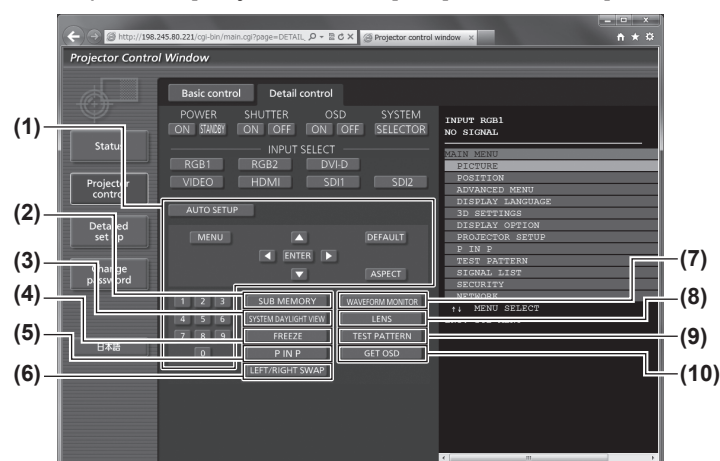 http://198.245.80.221/cgi-bin/main.cgi?page=DETAIL_
Projector control window
Projector Control Window
Basic control
Detail control
POWER SHUTTER OSD SYSTEM
ON STANDBY ON OFF ON OFF SELECTOR
INPUT SELECT
RGB1 RGB2 DVI-D
VIDEO HDMI SDI1 SDI2
AUTO SETUP
MENU DEFAULT
ENTER
ASPECT
1 2 3 SUB MEMORY WAVEFORM MONITOR
4 5 6 SYSTEM DAYLIGHT VIEW LENS
7 8 9 FREEZE TEST PATTERN
0 P IN P GET OSD
LEFT/RIGHT SWAP
Status
Projector
control
Detailed
set up
Change
password
日本語
INPUT RGB1
NO SIGNAL
MAIN MENU
PICTURE
POSITION
ADVANCED MENU
DISPLAY LANGUAGE
3D SETTINGS
DISPLAY OPTION
PROJECTOR SETUP
P IN P
TEST PATTERN
SIGNAL LIST
SECURITY
NETWORK
↑↓ MENU SELECT
(1)
(2)
(3)
(4)
(5)
(6)
(7)
(8)
(9)
(10)